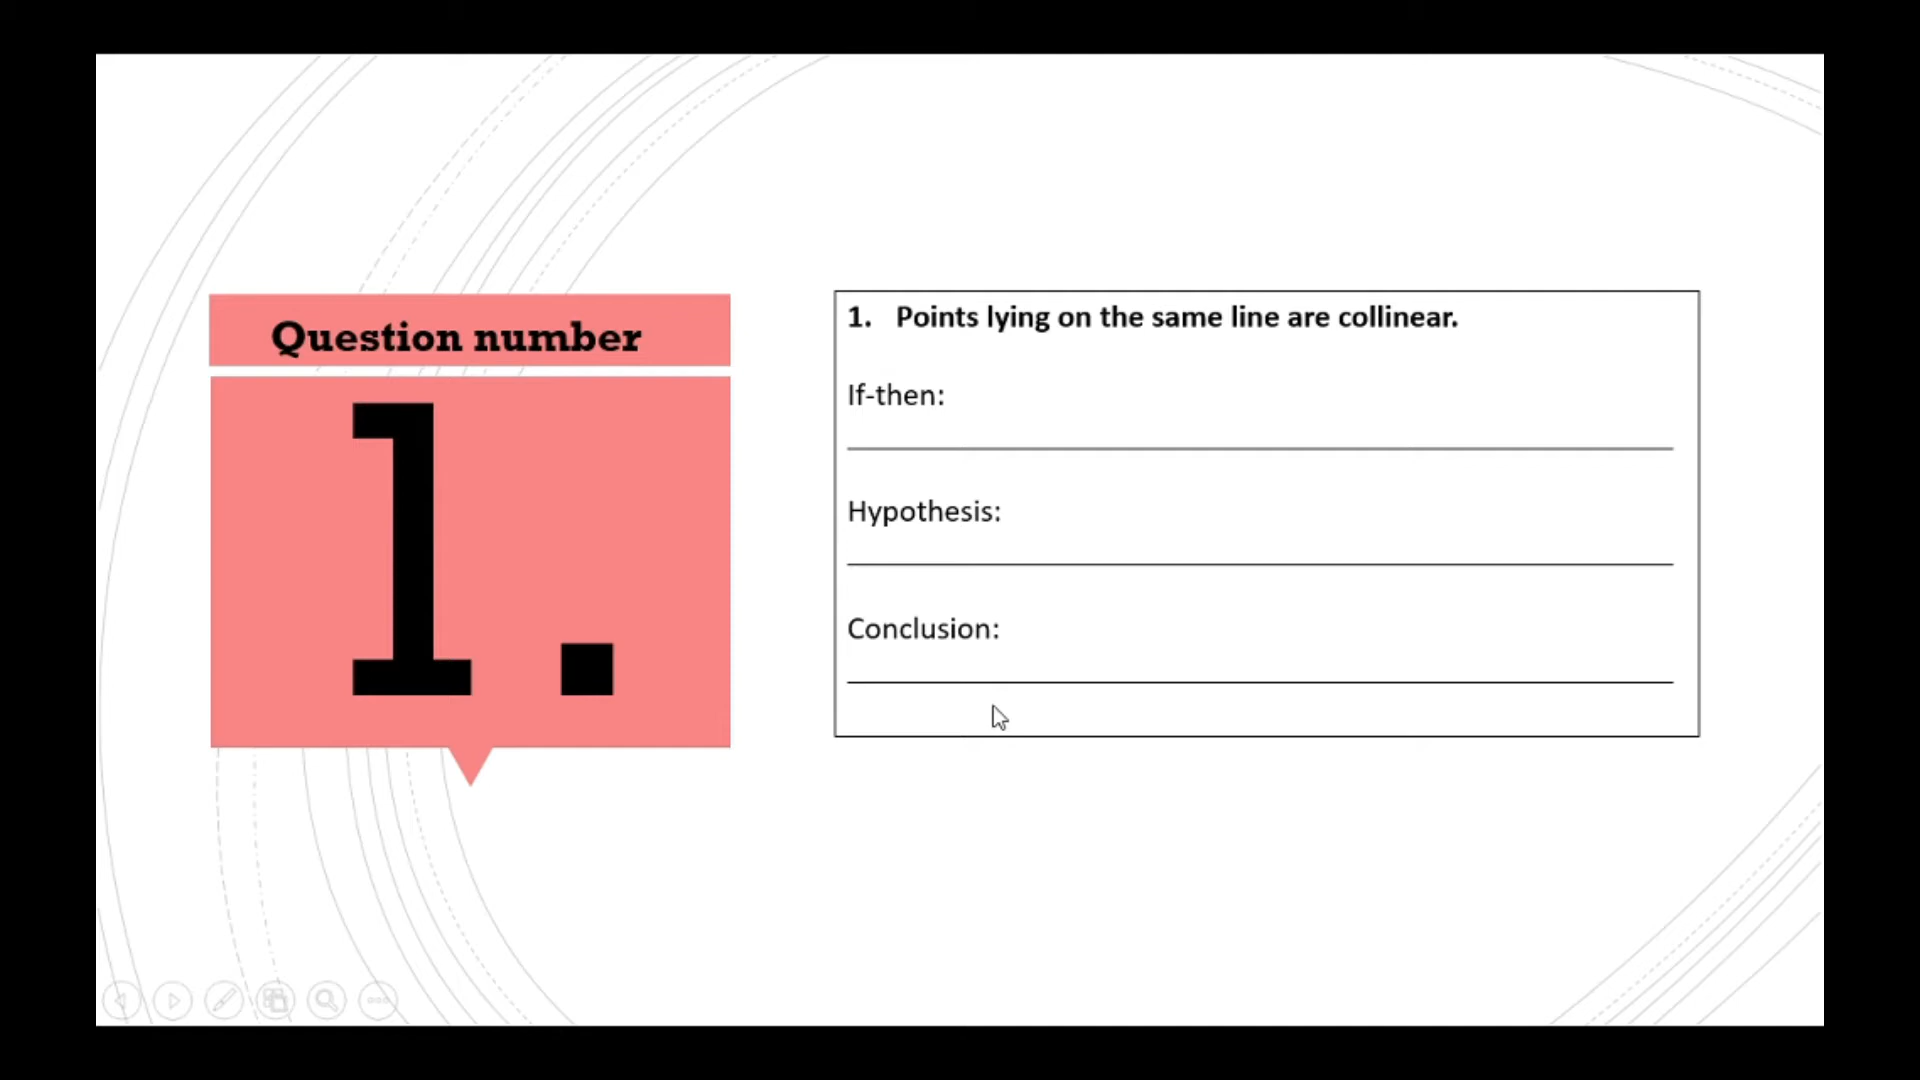 Question number
1.
1. Points lying on the same line are collinear.
If-then:
Hypothesis:
Conclusion: